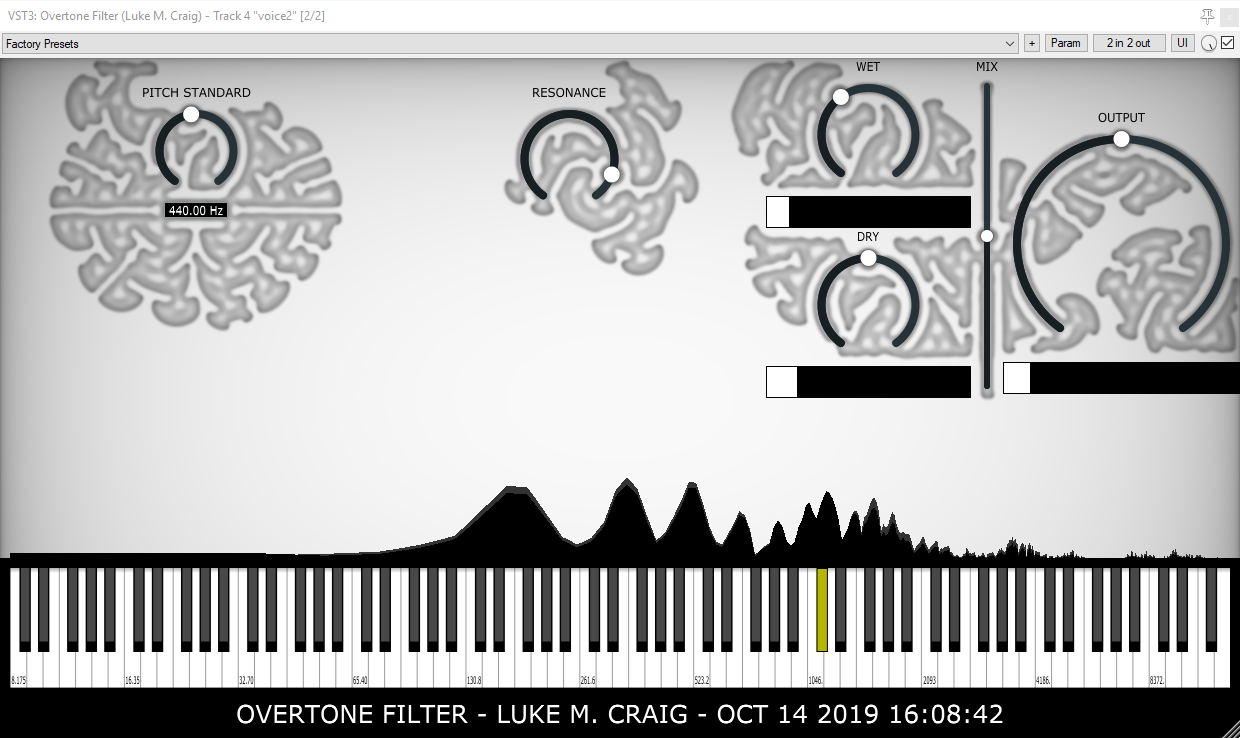 VST3: Overtone Filter (Luke M. Craig) - Track 4 "voice2" [2/2]
Factory Presets
+ Param 2 in 2 out UI
WET
MIX
PITCH STANDARD
RESONANCE
OUTPUT
440.00 Hz
DRY
8.175 16.35 32.70 65.40 130.8 261.6 523.2 1046. 2093 4186. 8372.
OVERTONE FILTER - LUKE M. CRAIG - OCT 14 2019 16:08:42